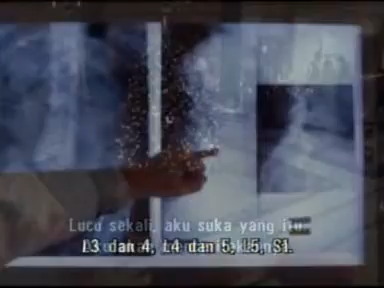 Lucu sekali, aku suka yang itu.
L3 dan 4, L4 dan 5, L5, S1.